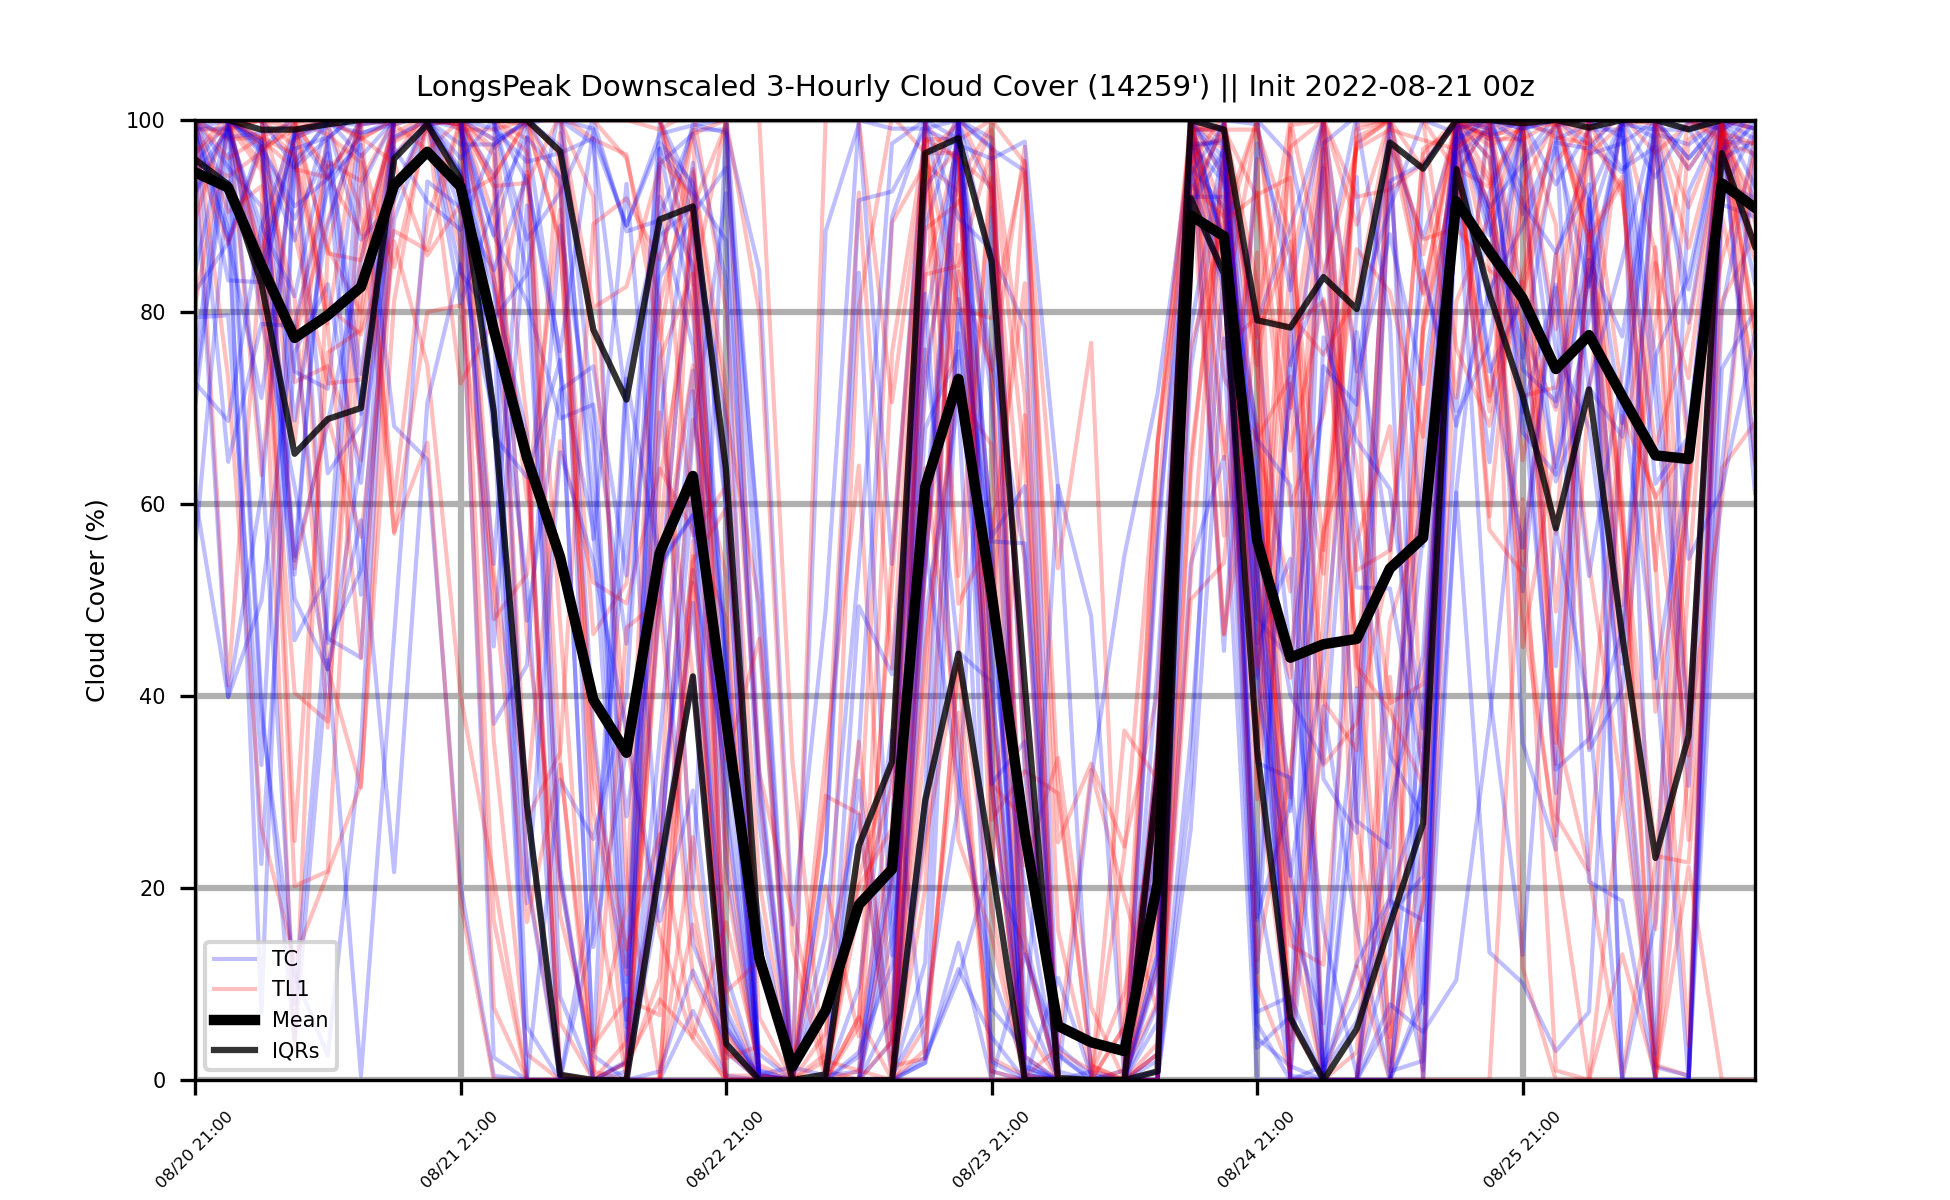 LongsPeak Downscaled 3-Hourly Cloud Cover (14259') || Init 2022-08-21 00z
Cloud Cover (%)
100
80
60
40
20
0
TC
TL1
Mean
IQRs
08/20 21:00
08/21 21:00
08/22 21:00
08/23 21:00
08/24 21:00
08/25 21:00